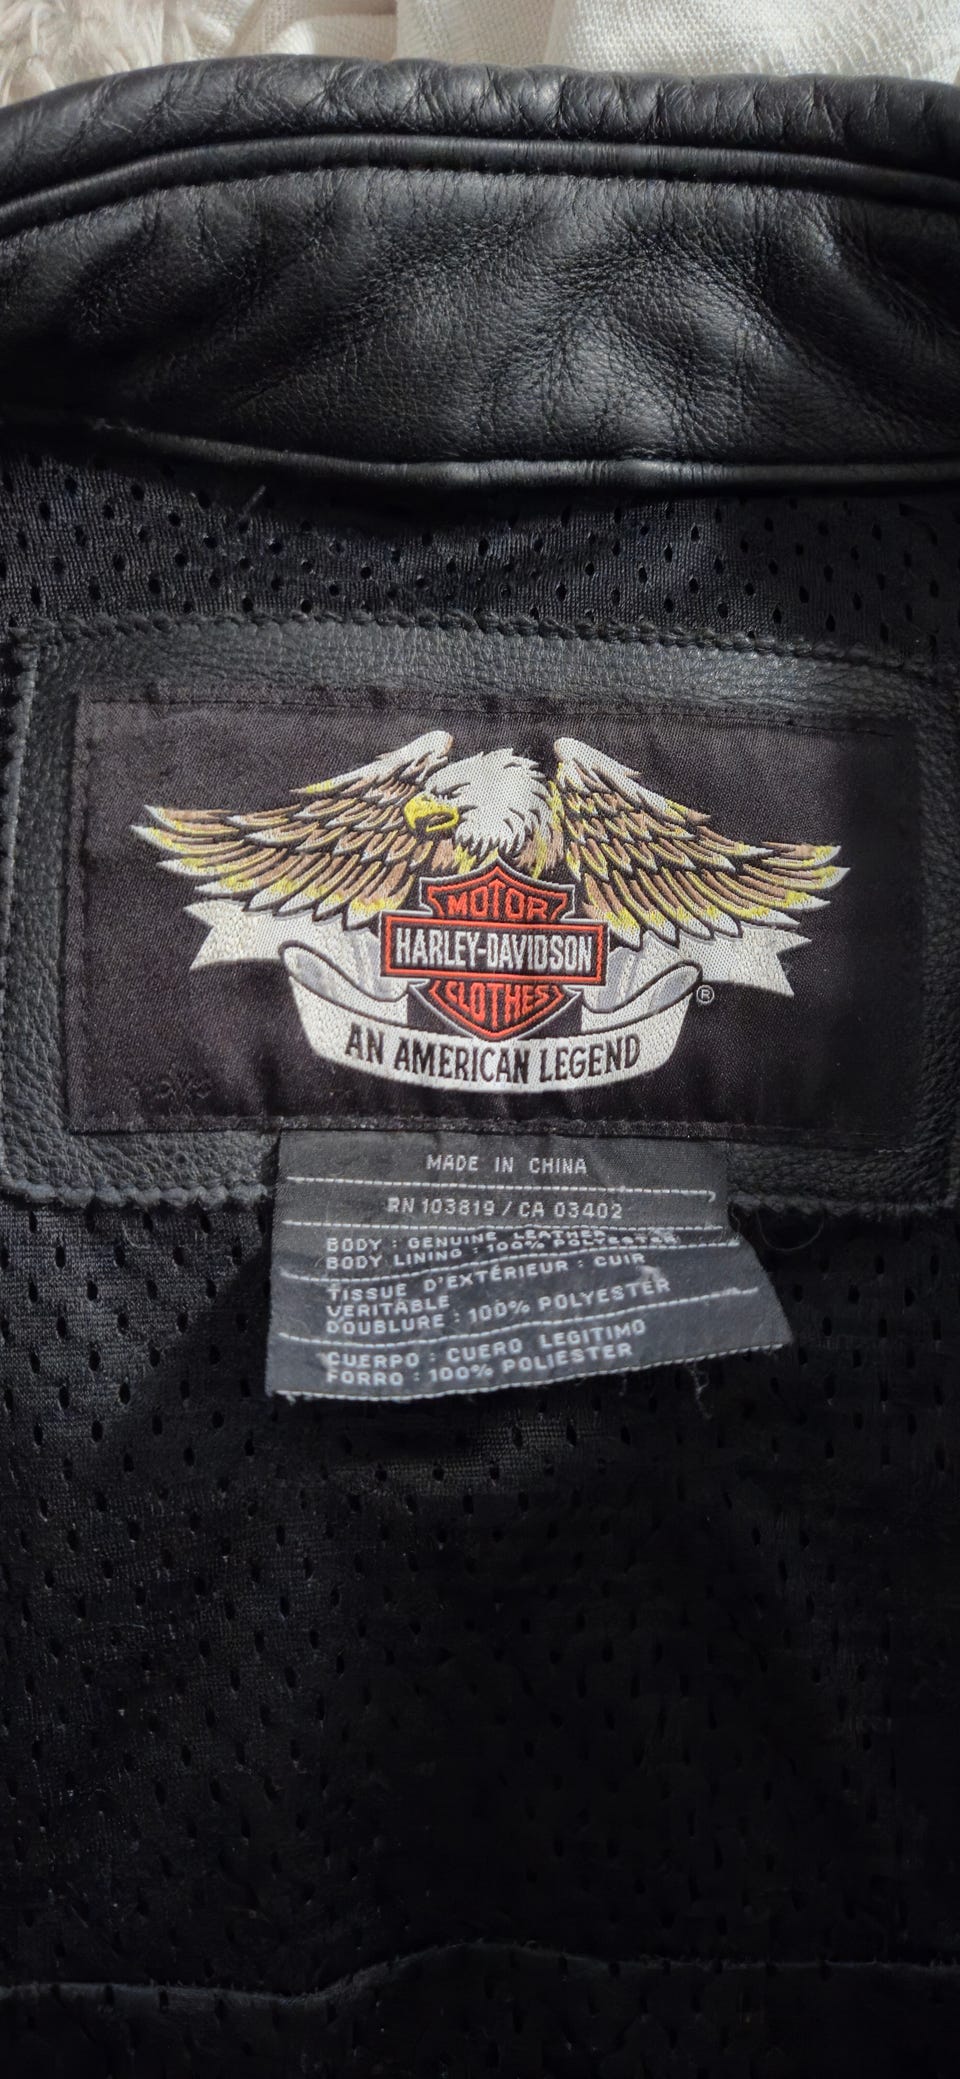 MOTOR
HARLEY-DAVIDSON
CLOTHES
®
AN AMERICAN LEGEND
MADE IN CHINA
RN 103819 / CA 03402
BODY : GENUINE LEATHER
BODY LINING : 100% POLYESTER
TISSUE D'EXTÉRIEUR : CUIR
VERITABLE
DOUBLURE : 100% POLYESTER
CUERPO : CUERO LEGITIMO
FORRO : 100% POLIESTER